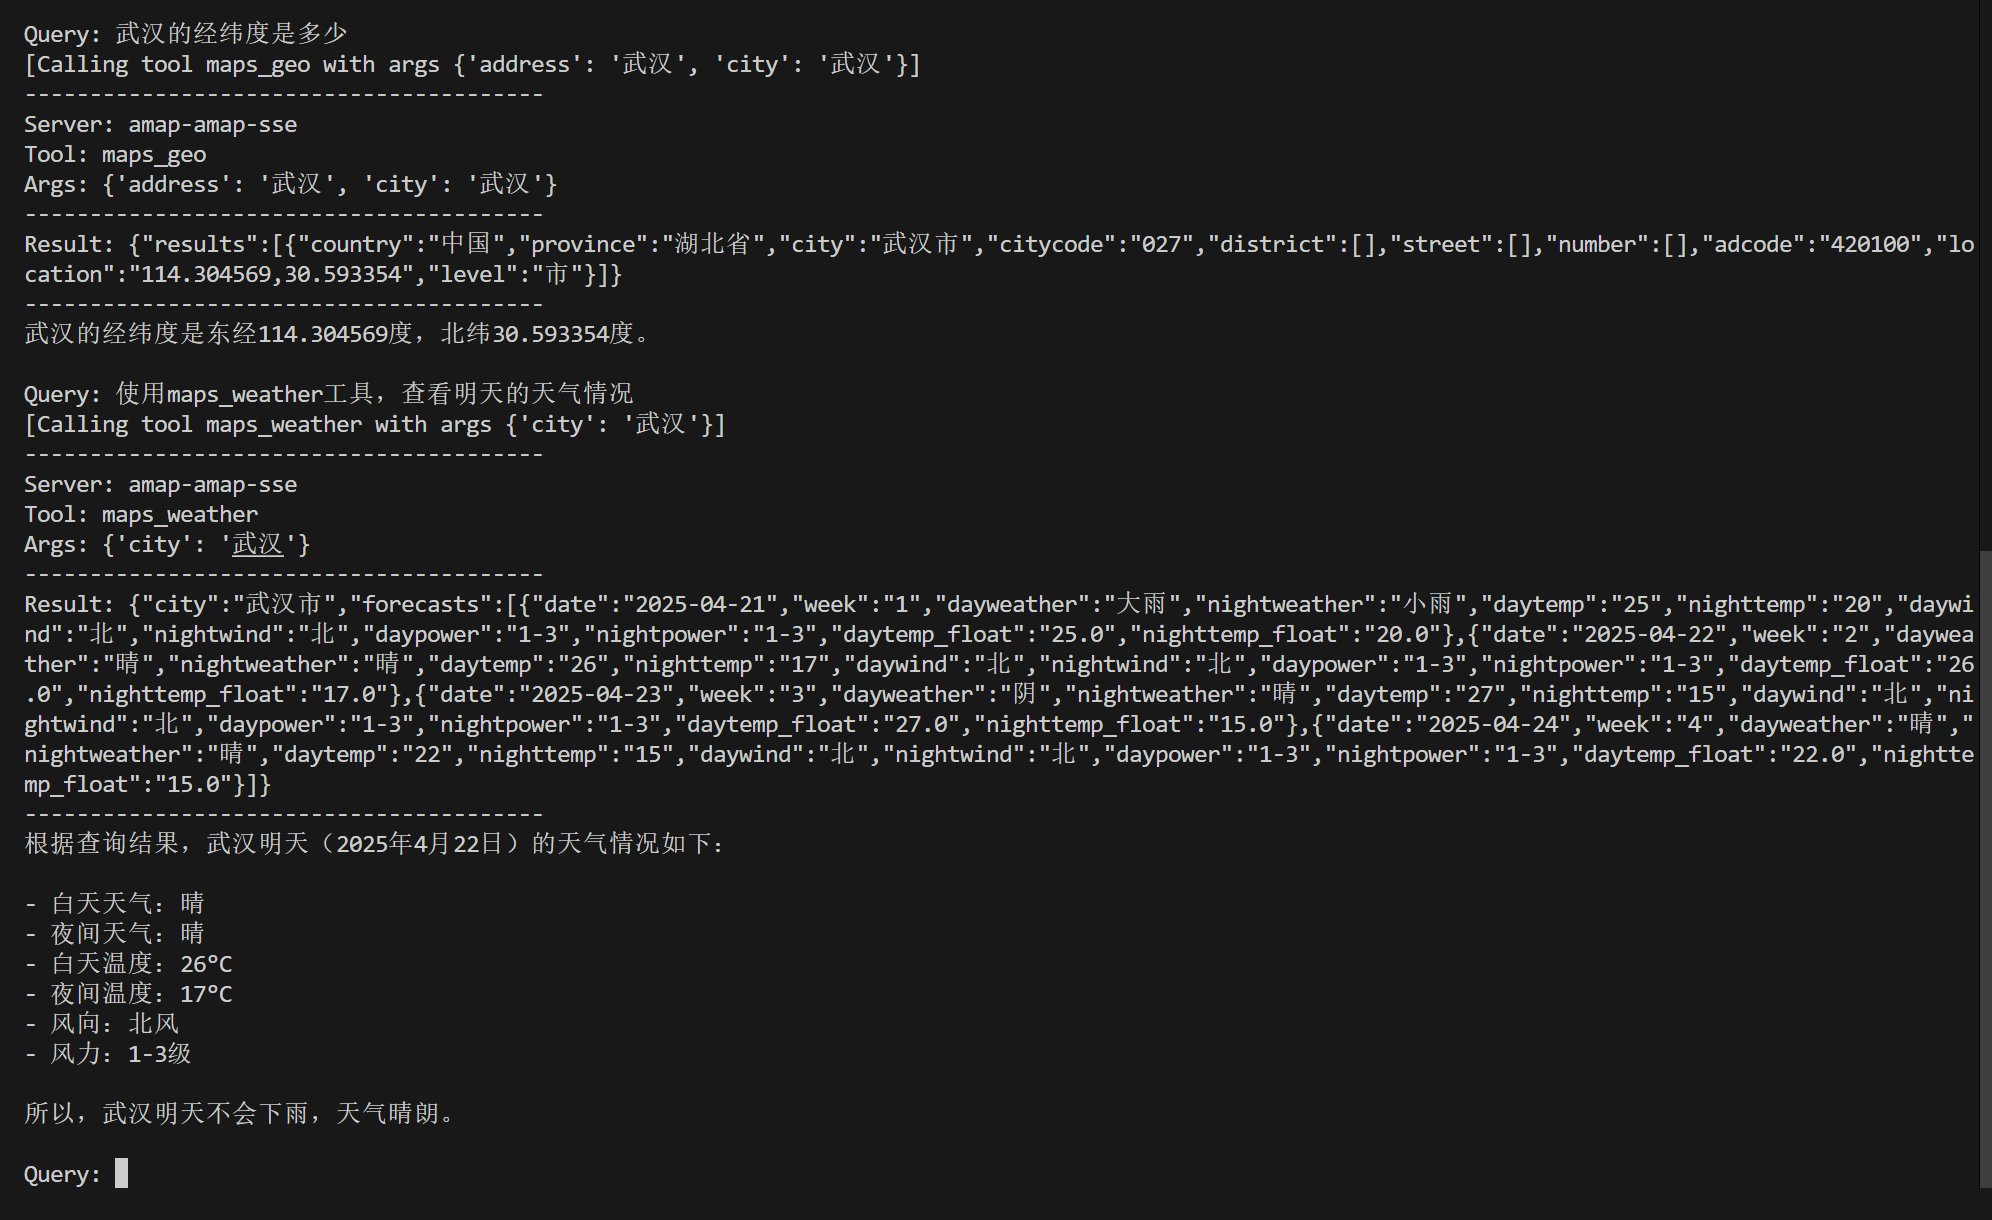 Query: 武汉的经纬度是多少
[Calling tool maps_geo with args {'address': '武汉', 'city': '武汉'}]
----------------------------------------
Server: amap-amap-sse
Tool: maps_geo
Args: {'address': '武汉', 'city': '武汉'}
----------------------------------------
Result: {"results":[{"country":"中国","province":"湖北省","city":"武汉市","citycode":"027","district":[],"street":[],"number":[],"adcode":"420100","lo
cation":"114.304569,30.593354","level":"市"}]}
----------------------------------------
武汉的经纬度是东经114.304569度，北纬30.593354度。
Query: 使用maps_weather工具，查看明天的天气情况
[Calling tool maps_weather with args {'city': '武汉'}]
----------------------------------------
Server: amap-amap-sse
Tool: maps_weather
Args: {'city': '武汉'}
----------------------------------------
Result: {"city":"武汉市","forecasts":[{"date":"2025-04-21","week":"1","dayweather":"大雨","nightweather":"小雨","daytemp":"25","nighttemp":"20","daywi
nd":"北","nightwind":"北","daypower":"1-3","nightpower":"1-3","daytemp_float":"25.0","nighttemp_float":"20.0"},{"date":"2025-04-22","week":"2","daywea
ther":"晴","nightweather":"晴","daytemp":"26","nighttemp":"17","daywind":"北","nightwind":"北","daypower":"1-3","nightpower":"1-3","daytemp_float":"26
.0","nighttemp_float":"17.0"},{"date":"2025-04-23","week":"3","dayweather":"阴","nightweather":"晴","daytemp":"27","nighttemp":"15","daywind":"北","ni
ghtwind":"北","daypower":"1-3","nightpower":"1-3","daytemp_float":"27.0","nighttemp_float":"15.0"},{"date":"2025-04-24","week":"4","dayweather":"晴","
nightweather":"晴","daytemp":"22","nighttemp":"15","daywind":"北","nightwind":"北","daypower":"1-3","nightpower":"1-3","daytemp_float":"22.0","nightte
mp_float":"15.0"}]}
----------------------------------------
根据查询结果，武汉明天（2025年4月22日）的天气情况如下：
- 白天天气：晴
- 夜间天气：晴
- 白天温度：26°C
- 夜间温度：17°C
- 风向：北风
- 风力：1-3级
所以，武汉明天不会下雨，天气晴朗。
Query: